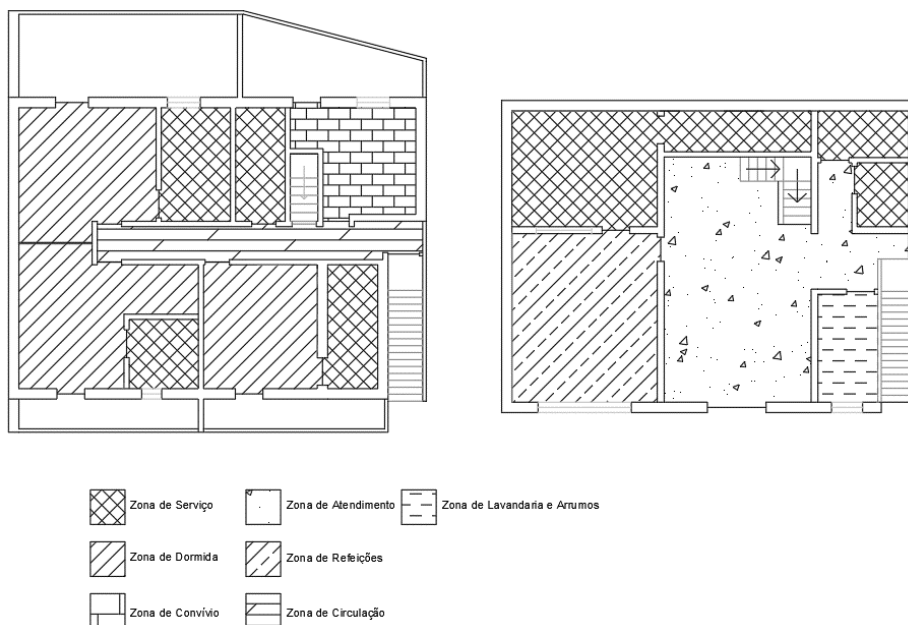 Zona de Serviço
Zona de Atendimento
Zona de Lavandaria e Arrumos
Zona de Dormida
Zona de Refeições
Zona de Convívio
Zona de Circulação